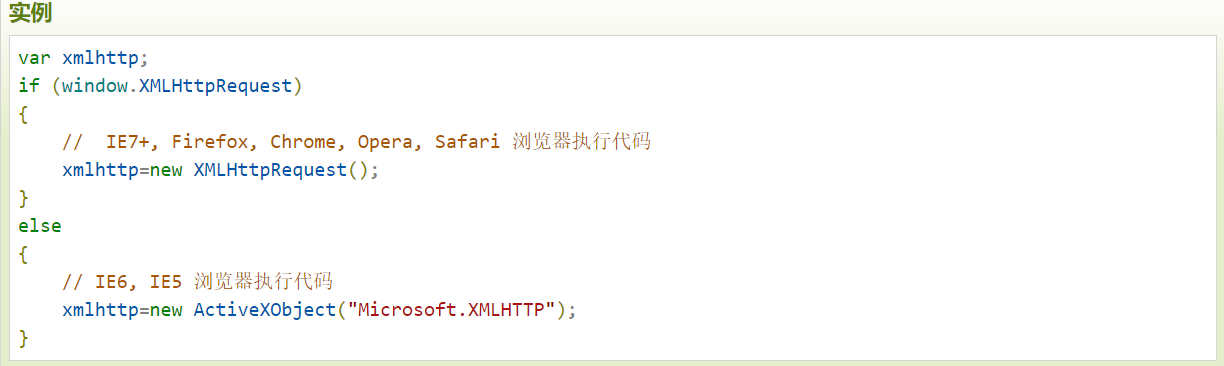 实例
var xmlhttp;
if (window.XMLHttpRequest)
{
    //  IE7+, Firefox, Chrome, Opera, Safari 浏览器执行代码
    xmlhttp=new XMLHttpRequest();
}
else
{
    // IE6, IE5 浏览器执行代码
    xmlhttp=new ActiveXObject("Microsoft.XMLHTTP");
}